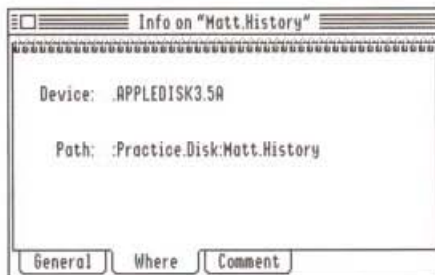 Info on "Matt.History"
Device: .APPLEDISK3.5A
Path: :Practice.Disk:Matt.History
General Where Comment